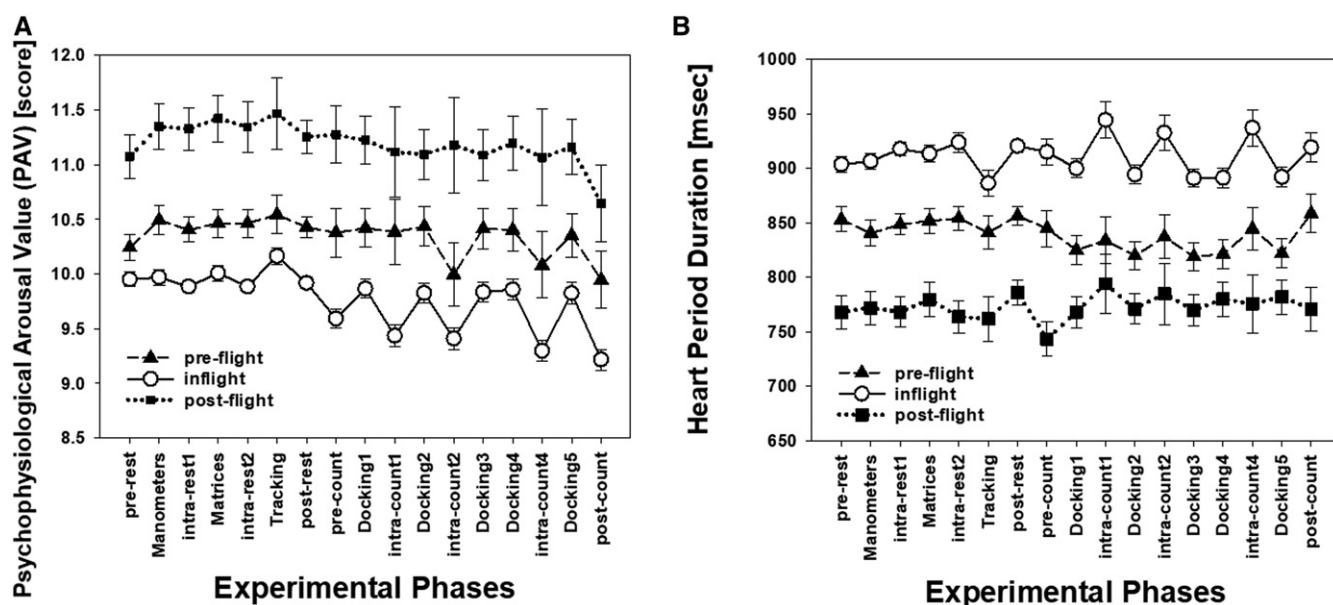 A
Psychophysiological Arousal Value (PAV) [score]
12.0
11.5
11.0
10.5
10.0
9.5
9.0
8.5
pre-flight
inflight
post-flight
pre-rest
Manometers
intra-rest1
Matrices
intra-rest2
Tracking
post-rest
pre-count
Docking1
intra-count1
Docking2
intra-count2
Docking3
Docking4
intra-count4
Docking5
post-count
Experimental Phases
B
Heart Period Duration [msec]
1000
950
900
850
800
750
700
650
pre-flight
inflight
post-flight
pre-rest
Manometers
intra-rest1
Matrices
intra-rest2
Tracking
post-rest
pre-count
Docking1
intra-count1
Docking2
intra-count2
Docking3
Docking4
intra-count4
Docking5
post-count
Experimental Phases